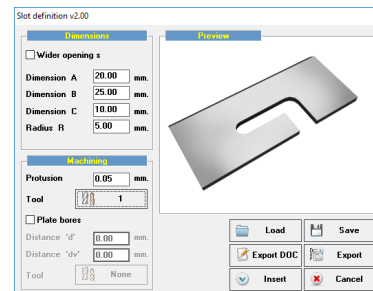 Slot definition v2.00
Dimensions
Wider opening s
Dimension A 20.00 mm.
Dimension B 25.00 mm.
Dimension C 10.00 mm.
Radius R 5.00 mm.
Machining
Protusion 0.05 mm.
Tool 1
Plate bores
Distance 'd' 0.00 mm.
Distance 'dv' 0.00 mm.
Tool None
Preview
Load Save
Export DOC Export
Insert Cancel